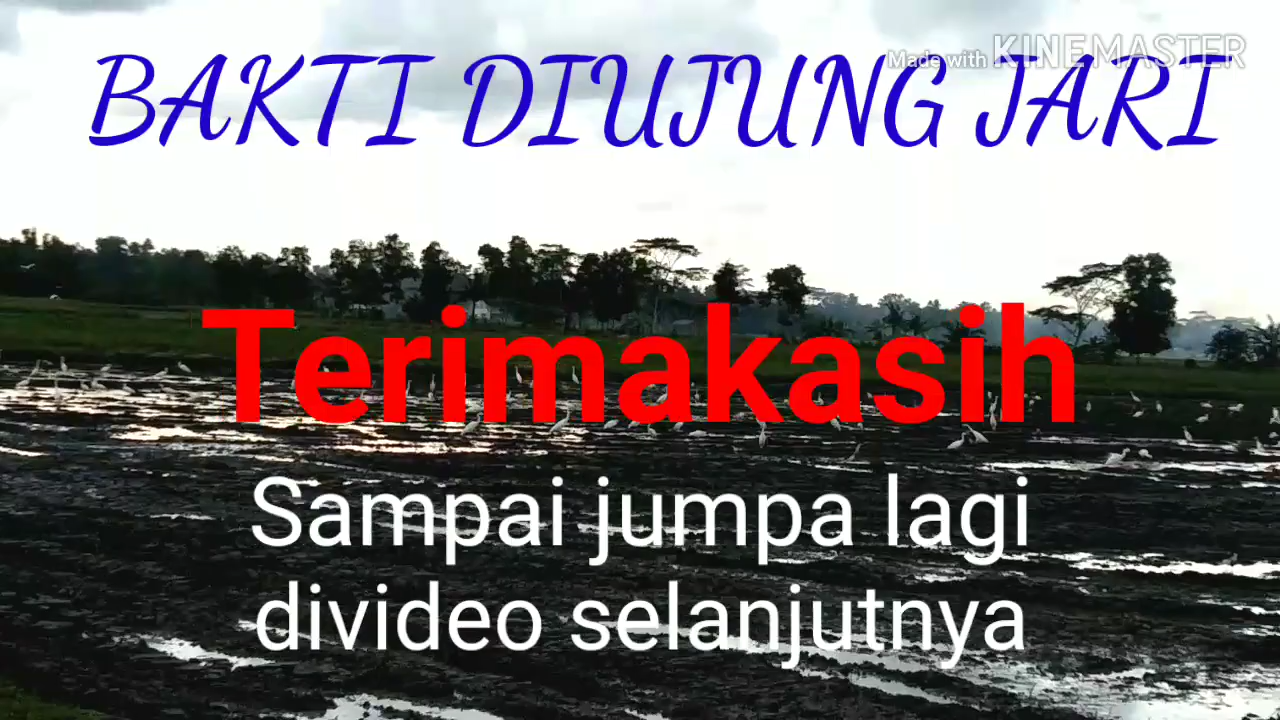 Made with KINEMASTER
BAKTI DIUJUNG JARI
Terimakasih
Sampai jumpa lagi
divideo selanjutnya